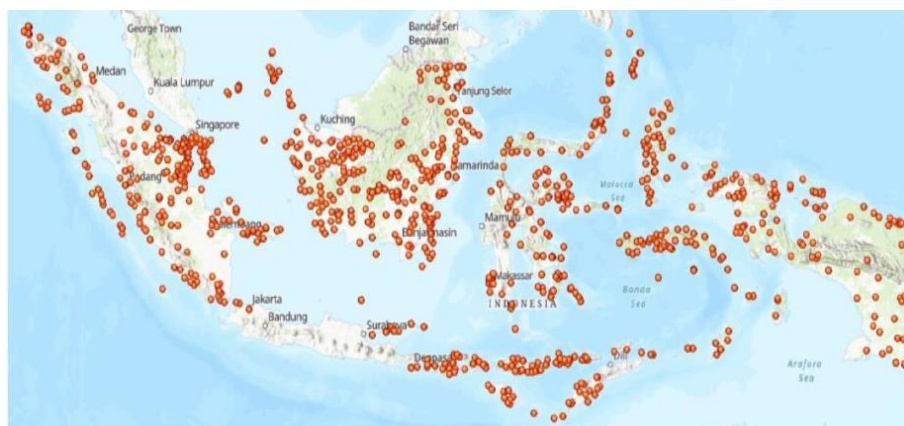 George Town
Bandar Seri
Begawan
Medan
Kuala Lumpur
Tanjung Selor
Kuching
Singapore
Samarinda
Padang
Molucca
Sea
Palembang
Mamuju
Banjarmasin
Makassar
Banda
Sea
INDONESIA
Jakarta
Bandung
Surabaya
Denpasar
Dili
Arafura
Sea